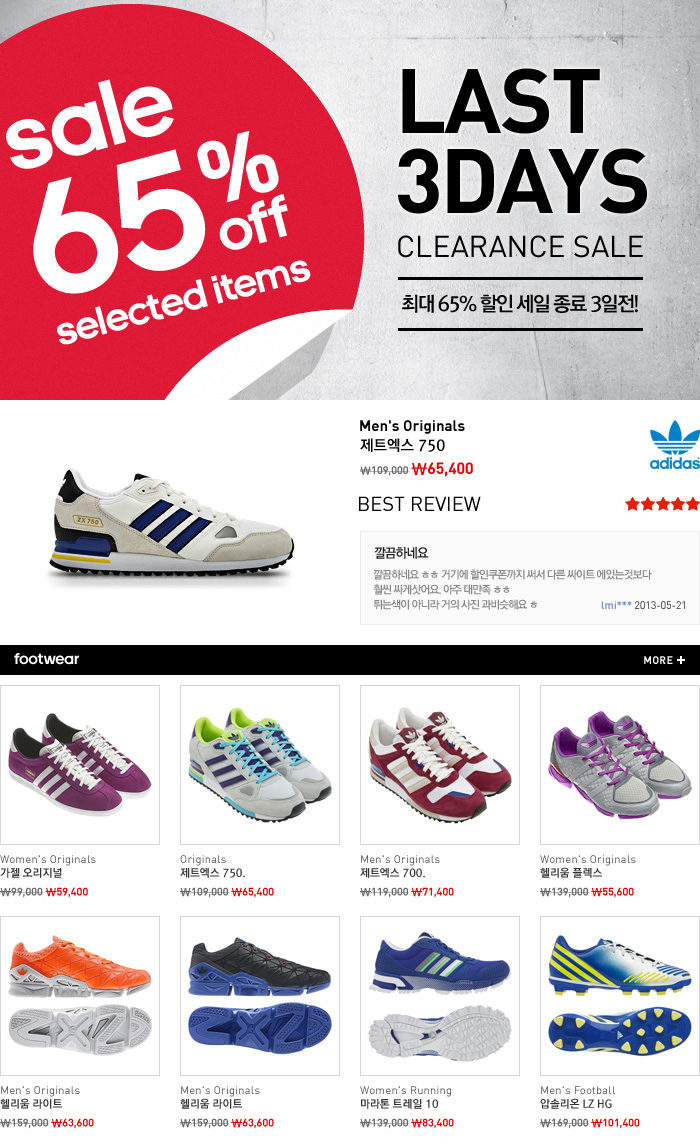 sale
65%
off
selected items
LAST
3DAYS
CLEARANCE SALE
최대 65% 할인 세일 종료 3일전!
ZX 750
Men's Originals
제트엑스 750
₩109,000 ₩65,400
adidas
BEST REVIEW
깔끔하네요
깔끔하네요 ㅎㅎ 거기에 할인쿠폰까지 써서 다른 싸이트 에있는것보다
훨씬 싸게삿어요. 아주 대만족 ㅎㅎ
튀는색이 아니라 거의 사진 과비슷해요 ㅎ
lmi*** 2013-05-21
footwear
MORE +
Women's Originals
가젤 오리지널
₩99,000 ₩59,400
Originals
제트엑스 750.
₩109,000 ₩65,400
Men's Originals
제트엑스 700.
₩119,000 ₩71,400
Women's Originals
헬리움 플렉스
₩139,000 ₩55,600
Men's Originals
헬리움 라이트
₩159,000 ₩63,600
Men's Originals
헬리움 라이트
₩159,000 ₩63,600
Women's Running
마라톤 트레일 10
₩139,000 ₩83,400
Men's Football
압솔리온 LZ HG
₩169,000 ₩101,400